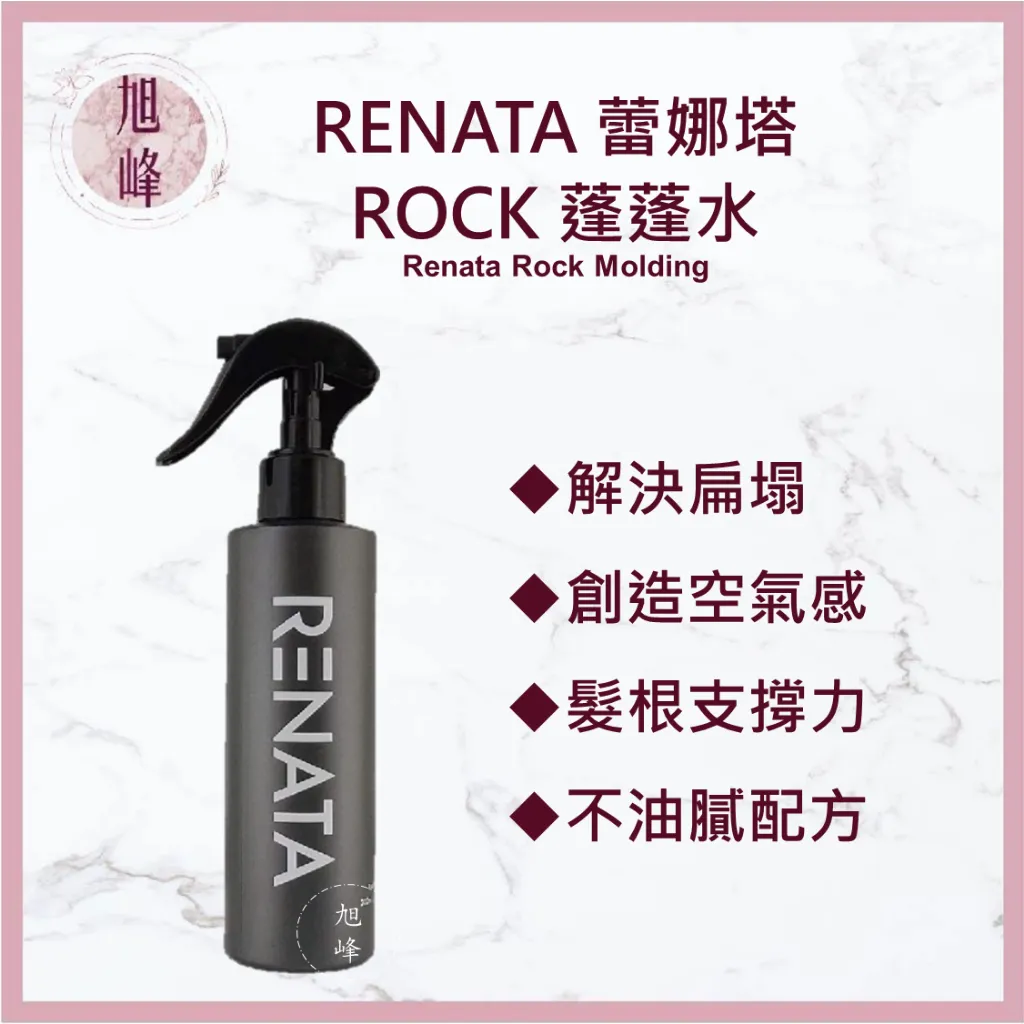 旭峰
RENATA 蕾娜塔
ROCK 蓬蓬水
Renata Rock Molding
◆解決扁塌
◆創造空氣感
◆髮根支撐力
◆不油膩配方
RENATA
旭峰